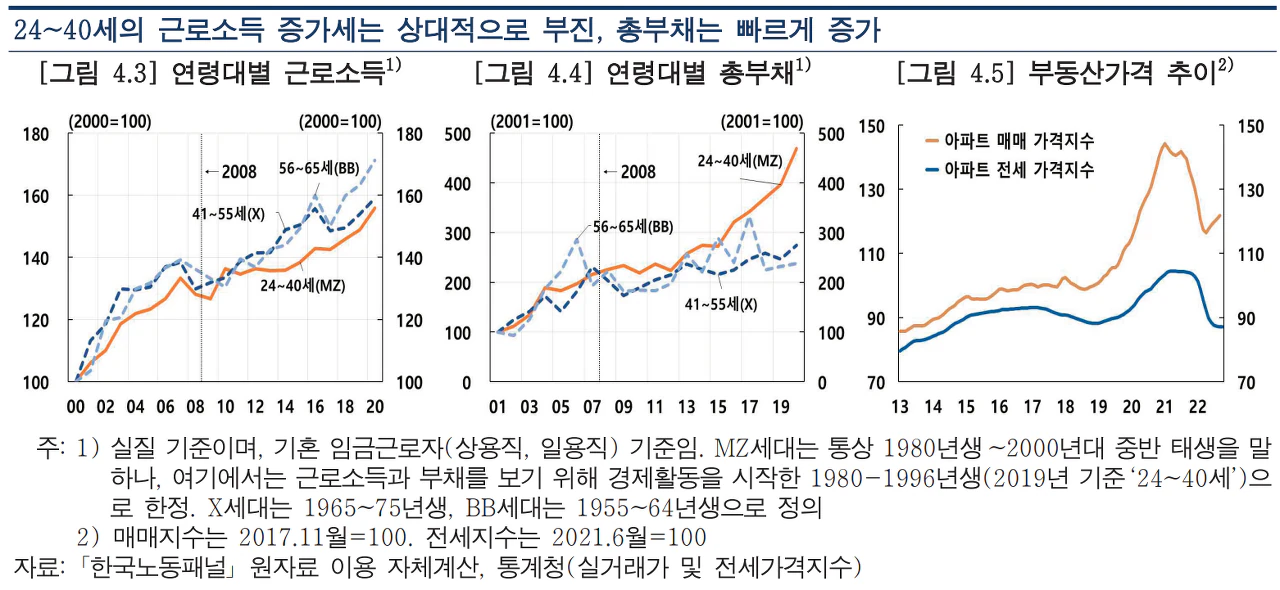 24~40세의 근로소득 증가세는 상대적으로 부진, 총부채는 빠르게 증가
[그림 4.3] 연령대별 근로소득1)
(2000=100) (2000=100)
180 180
160 160
140 140
120 120
100 100
2008
56~65세(BB)
41~55세(X)
24~40세(MZ)
00 02 04 06 08 10 12 14 16 18 20
[그림 4.4] 연령대별 총부채1)
(2001=100) (2001=100)
500 500
400 400
300 300
200 200
100 100
0 0
2008
24~40세(MZ)
56~65세(BB)
41~55세(X)
01 03 05 07 09 11 13 15 17 19
[그림 4.5] 부동산가격 추이2)
150 150
130 130
110 110
90 90
70 70
아파트 매매 가격지수
아파트 전세 가격지수
13 14 15 16 17 18 19 20 21 22
주: 1) 실질 기준이며, 기혼 임금근로자(상용직, 일용직) 기준임. MZ세대는 통상 1980년생~2000년대 중반 태생을 말
하나, 여기에서는 근로소득과 부채를 보기 위해 경제활동을 시작한 1980-1996년생(2019년 기준 ‘24~40세’)으
로 한정. X세대는 1965~75년생, BB세대는 1955~64년생으로 정의
2) 매매지수는 2017.11월=100. 전세지수는 2021.6월=100
자료: 「한국노동패널」 원자료 이용 자체계산, 통계청(실거래가 및 전세가격지수)